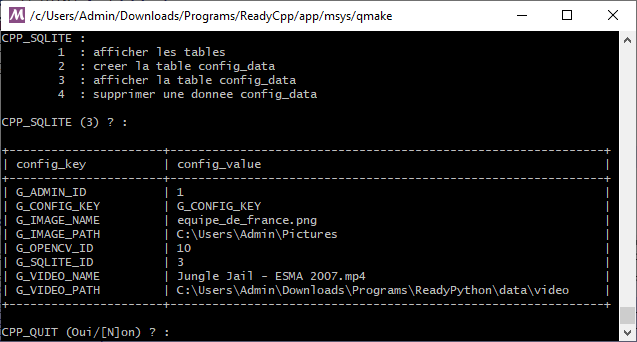 /c/Users/Admin/Downloads/Programs/ReadyCpp/app/msys/qmake
CPP_SQLITE :
1 : afficher les tables
2 : creer la table config_data
3 : afficher la table config_data
4 : supprimer une donnee config_data
CPP_SQLITE (3) ? :
+----------------------+-------------------------------------------------------------+
| config_key | config_value |
+----------------------+-------------------------------------------------------------+
| G_ADMIN_ID | 1 |
| G_CONFIG_KEY | G_CONFIG_KEY |
| G_IMAGE_NAME | equipe_de_france.png |
| G_IMAGE_PATH | C:\Users\Admin\Pictures |
| G_OPENCV_ID | 10 |
| G_SQLITE_ID | 3 |
| G_VIDEO_NAME | Jungle Jail - ESMA 2007.mp4 |
| G_VIDEO_PATH | C:\Users\Admin\Downloads\Programs\ReadyPython\data\video |
+----------------------+-------------------------------------------------------------+
CPP_QUIT (Oui/[N]on) ? :